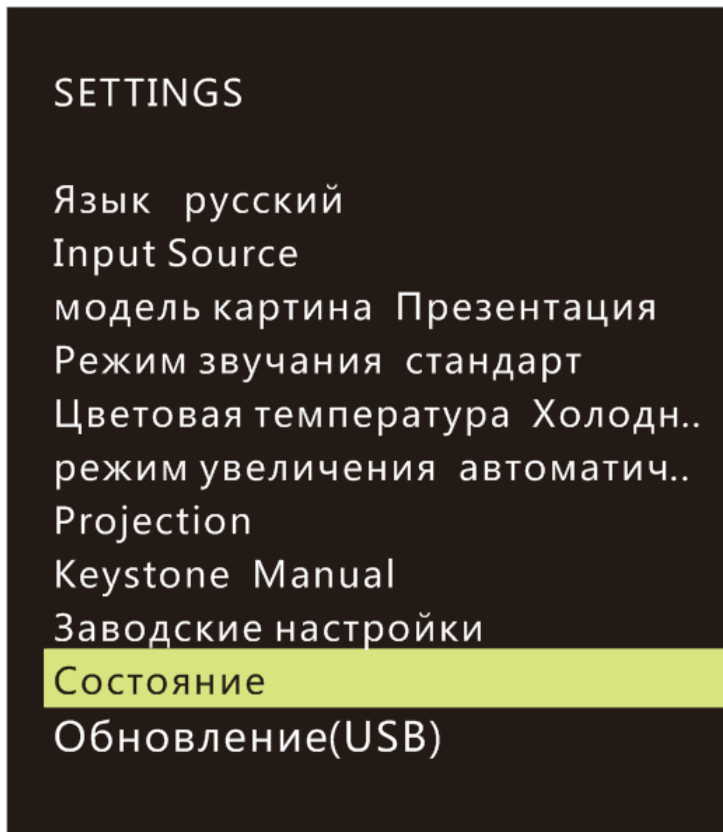 SETTINGS
Язык русский
Input Source
модель картина Презентация
Режим звучания стандарт
Цветовая температура Холодн..
режим увеличения автоматич..
Projection
Keystone Manual
Заводские настройки
Состояние
Обновление(USB)